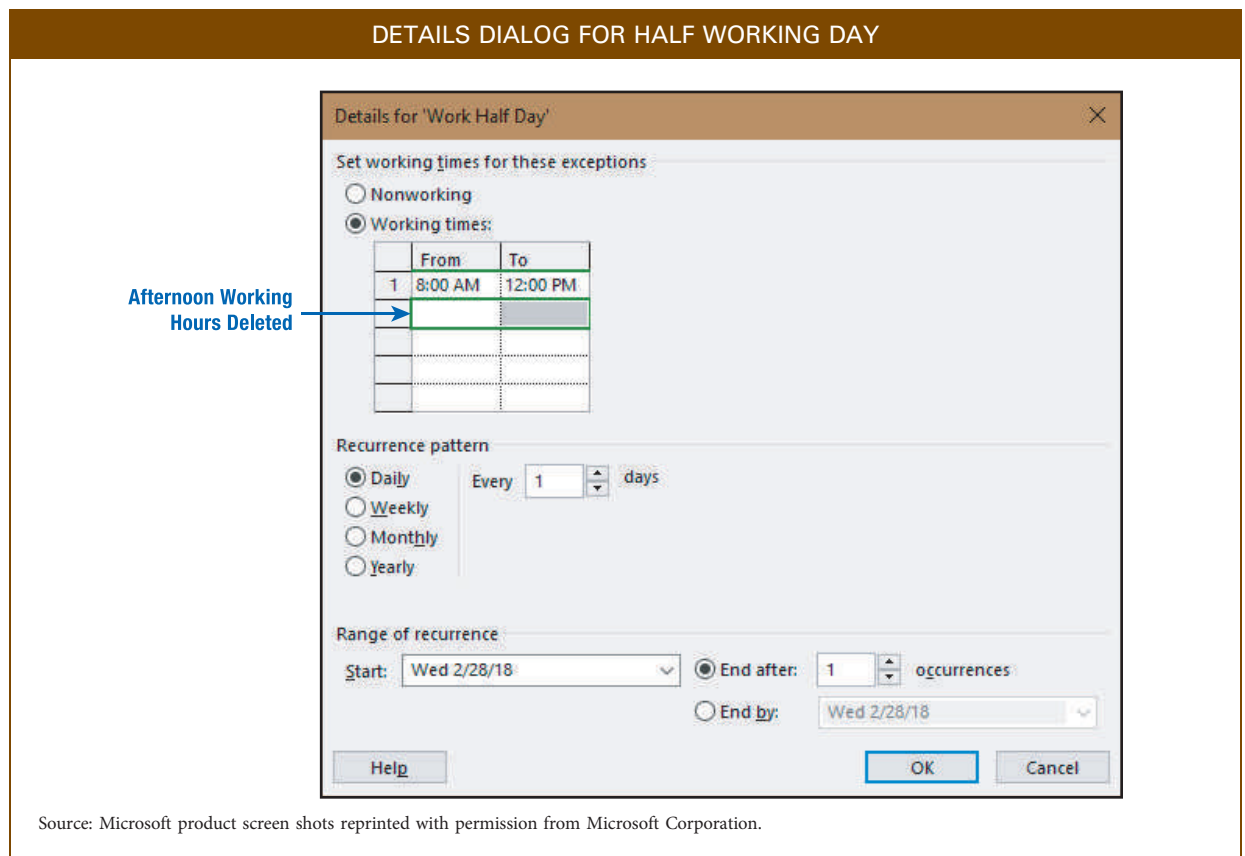 DETAILS DIALOG FOR HALF WORKING DAY
Details for 'Work Half Day'
Set working times for these exceptions
Nonworking
Working times:
From To
1 8:00 AM 12:00 PM
Afternoon Working
Hours Deleted
Recurrence pattern
Daily Every 1 days
Weekly
Monthly
Yearly
Range of recurrence
Start: Wed 2/28/18 End after: 1 occurrences
End by: Wed 2/28/18
Help OK Cancel
Source: Microsoft product screen shots reprinted with permission from Microsoft Corporation.